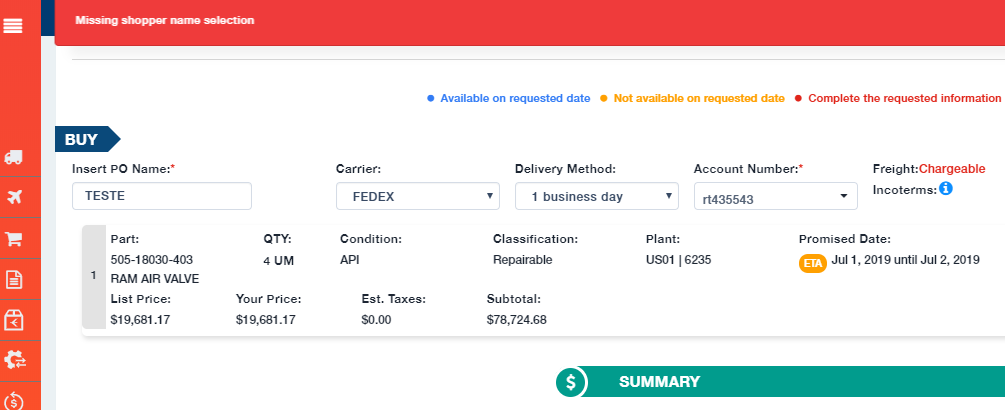 Missing shopper name selection
Available on requested date Not available on requested date Complete the requested information
BUY
Insert PO Name:* Carrier: Delivery Method: Account Number:* Freight:Chargeable
TESTE FEDEX 1 business day rt435543 Incoterms:
Part: QTY: Condition: Classification: Plant: Promised Date:
1 505-18030-403 4 UM API Repairable US01 | 6235 ETA Jul 1, 2019 until Jul 2, 2019
RAM AIR VALVE
List Price: Your Price: Est. Taxes: Subtotal:
$19,681.17 $19,681.17 $0.00 $78,724.68
$ SUMMARY